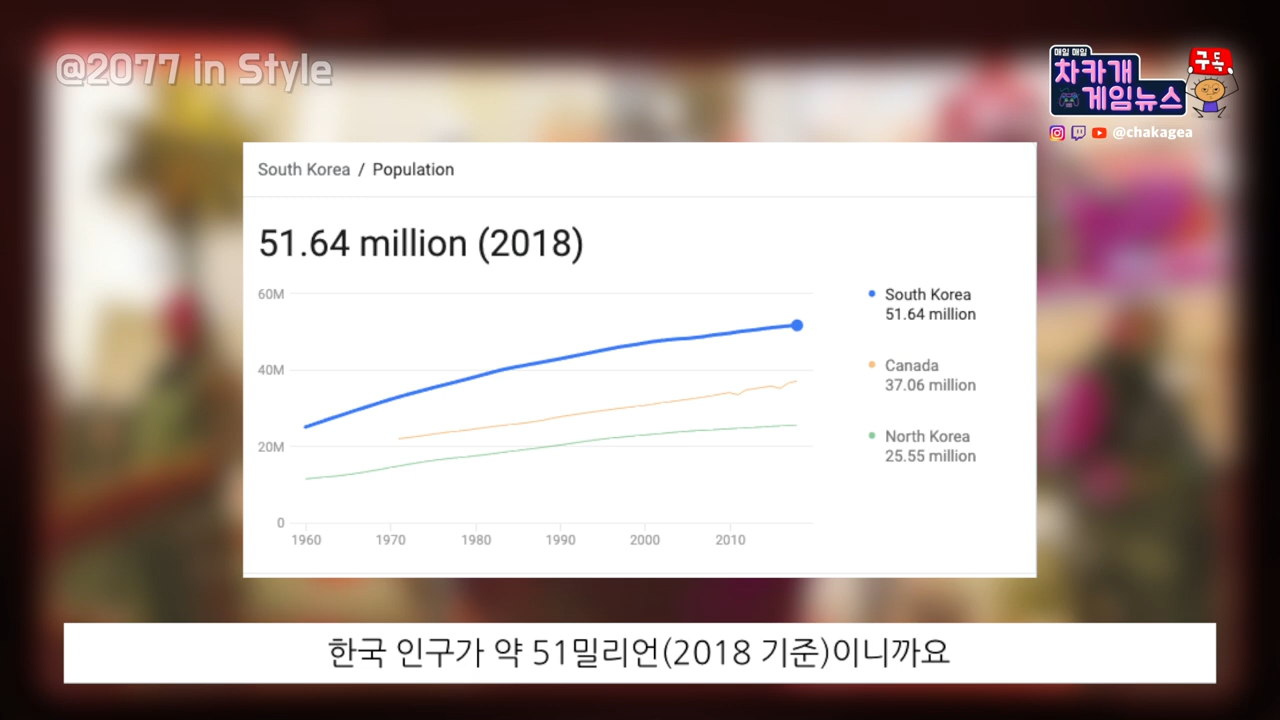 @2077 in Style
매일 매일
차카개
게임뉴스
구독
@chakagea
South Korea / Population
51.64 million (2018)
60M
40M
20M
0
1960 1970 1980 1990 2000 2010
South Korea
51.64 million
Canada
37.06 million
North Korea
25.55 million
한국 인구가 약 51밀리언(2018 기준)이니까요